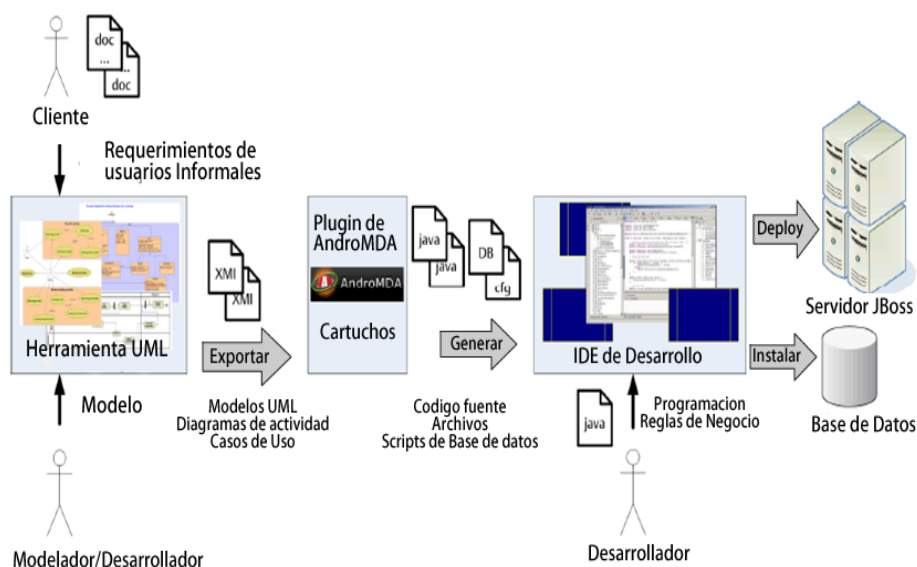 doc
...
...
doc
Cliente
Requerimientos de
usuarios Informales
Herramienta UML
XMI
XMI
Exportar
Modelos UML
Diagramas de actividad
Casos de Uso
Modelo
Modelador/Desarrollador
Plugin de
AndroMDA
AndroMDA
Cartuchos
java
java
DB
cfg
Generar
Codigo fuente
Archivos
Scripts de Base de datos
IDE de Desarrollo
java
Programacion
Reglas de Negocio
Desarrollador
Deploy
Servidor JBoss
Instalar
Base de Datos